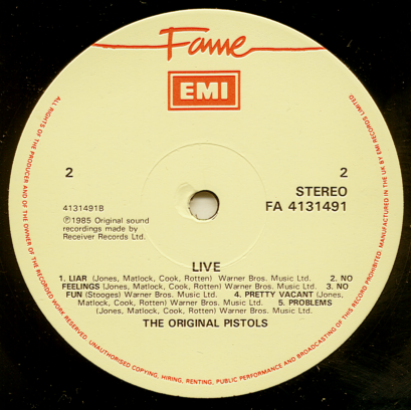 Fame
EMI
2
2
STEREO
FA 4131491
4131491B
℗1985 Original sound
recordings made by
Receiver Records Ltd.
LIVE
1. LIAR (Jones, Matlock, Cook, Rotten) Warner Bros. Music Ltd. 2. NO
FEELINGS (Jones, Matlock, Cook, Rotten) Warner Bros. Music Ltd. 3. NO
FUN (Stooges) Warner Bros. Music Ltd. 4. PRETTY VACANT (Jones,
Matlock, Cook, Rotten) Warner Bros. Music Ltd. 5. PROBLEMS
(Jones, Matlock, Cook, Rotten) Warner Bros. Music Ltd.
THE ORIGINAL PISTOLS
ALL RIGHTS OF THE PRODUCER AND OF THE OWNER OF THE RECORDED WORK RESERVED. UNAUTHORISED COPYING, HIRING, RENTING, PUBLIC PERFORMANCE AND BROADCASTING OF THIS RECORD PROHIBITED. MANUFACTURED IN THE UK BY EMI RECORDS LIMITED